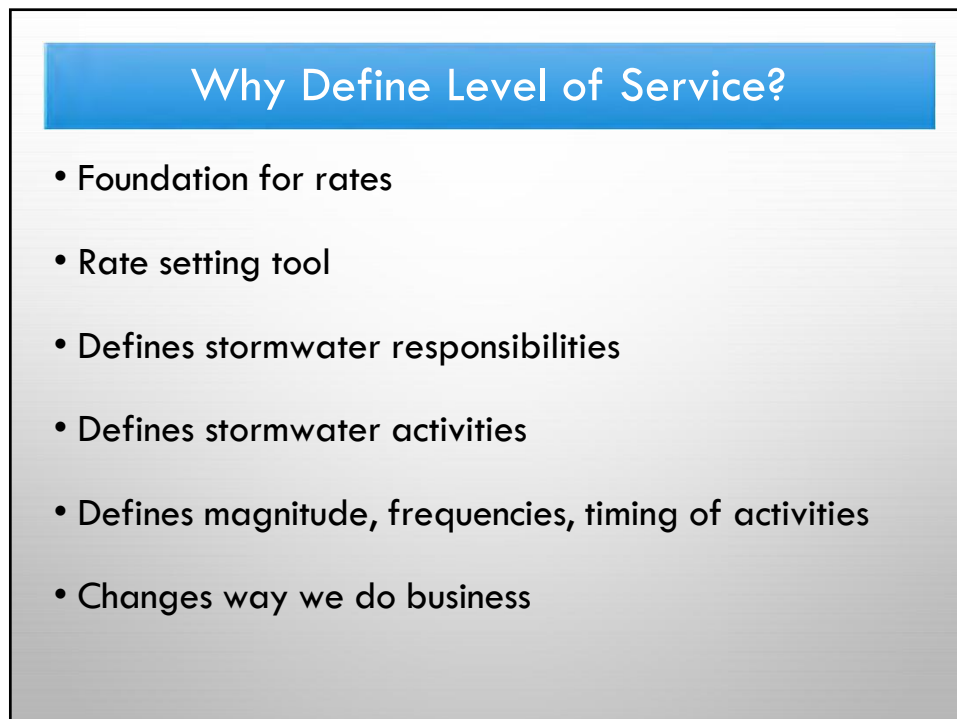 Why Define Level of Service?
• Foundation for rates
• Rate setting tool
• Defines stormwater responsibilities
• Defines stormwater activities
• Defines magnitude, frequencies, timing of activities
• Changes way we do business